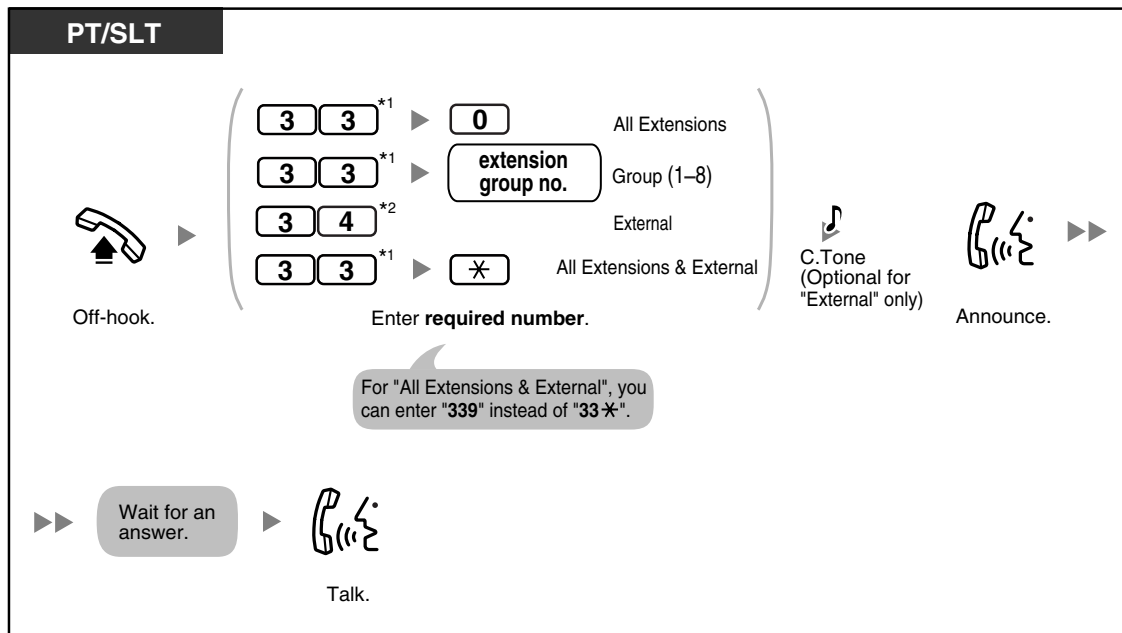 PT/SLT
3 3 *1 0 All Extensions
3 3 *1 extension group no. Group (1–8)
3 4 *2 External
3 3 *1 ✳ All Extensions & External
C.Tone
(Optional for
"External" only)
Off-hook.
Enter required number.
Announce.
For "All Extensions & External", you
can enter "339" instead of "33✳".
Wait for an
answer.
Talk.